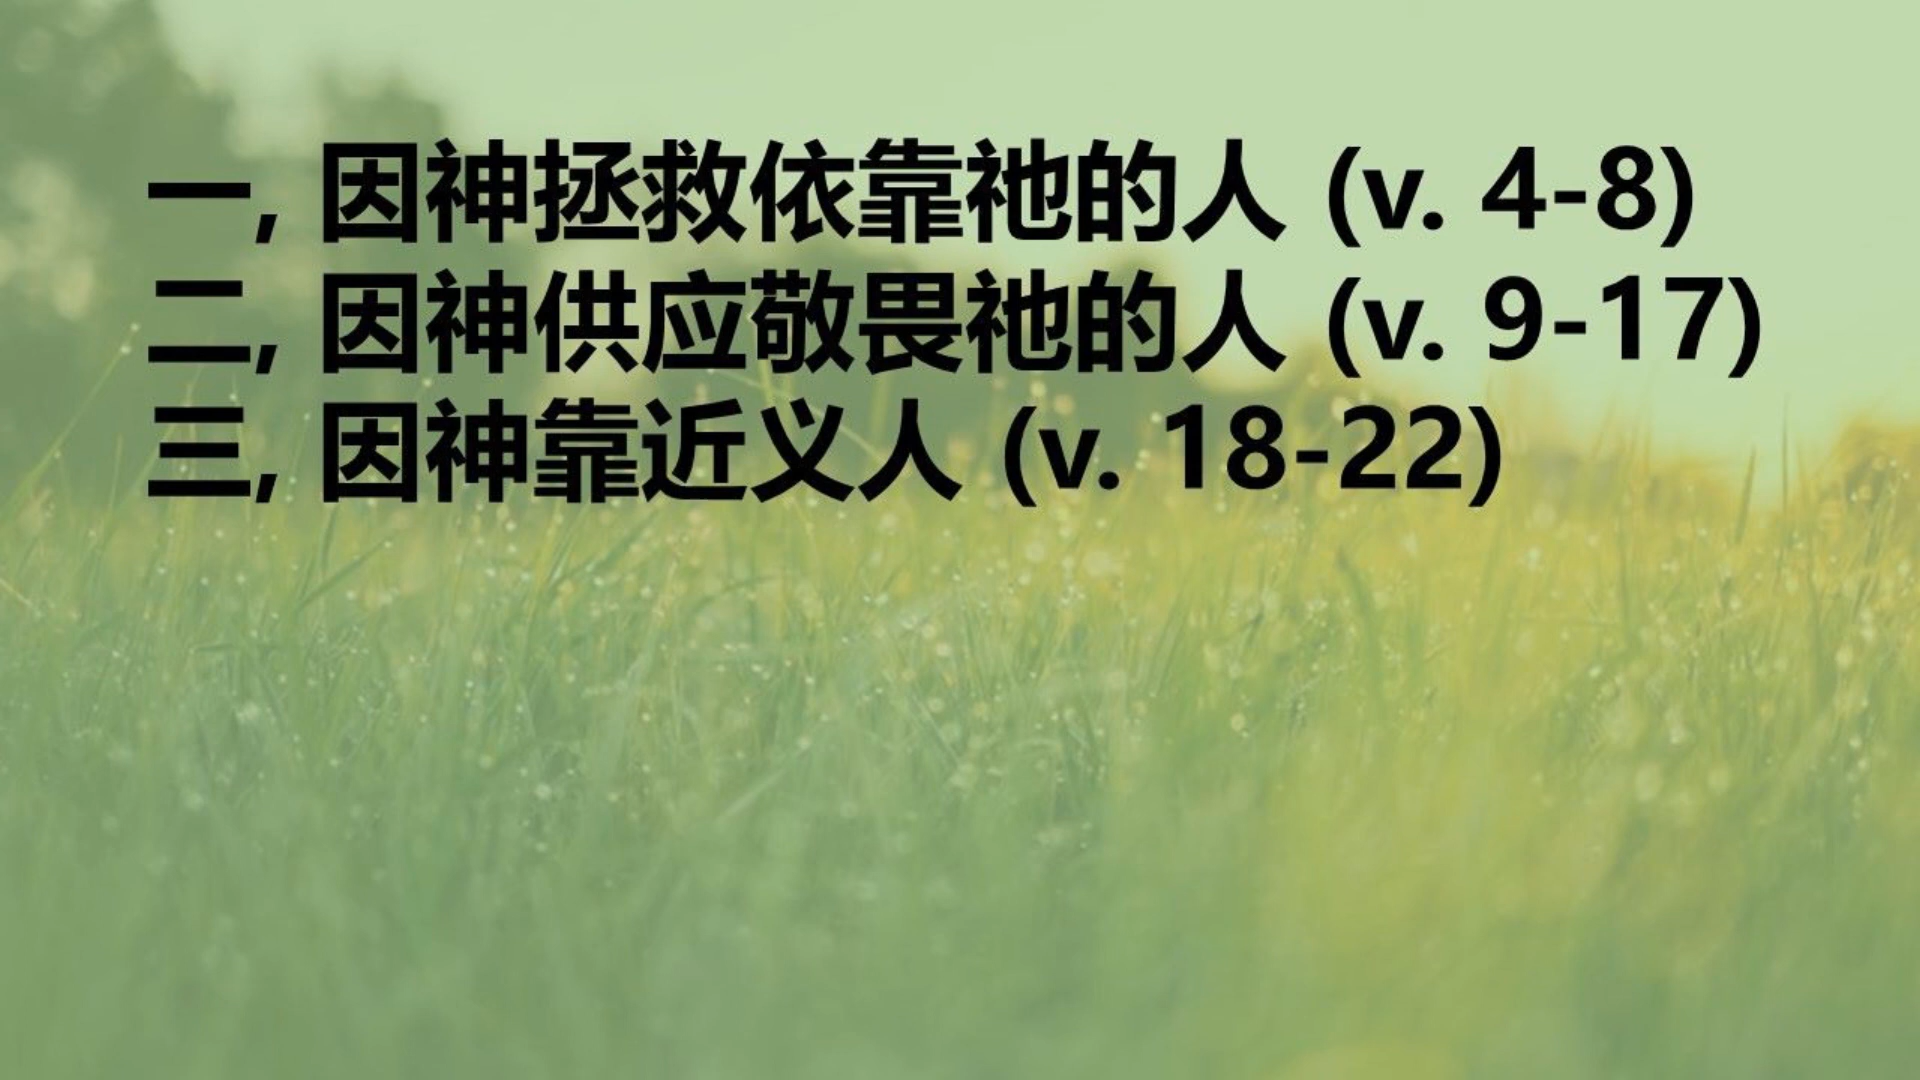 一, 因神拯救依靠祂的人 (v. 4-8)
二, 因神供应敬畏祂的人 (v. 9-17)
三, 因神靠近义人 (v. 18-22)